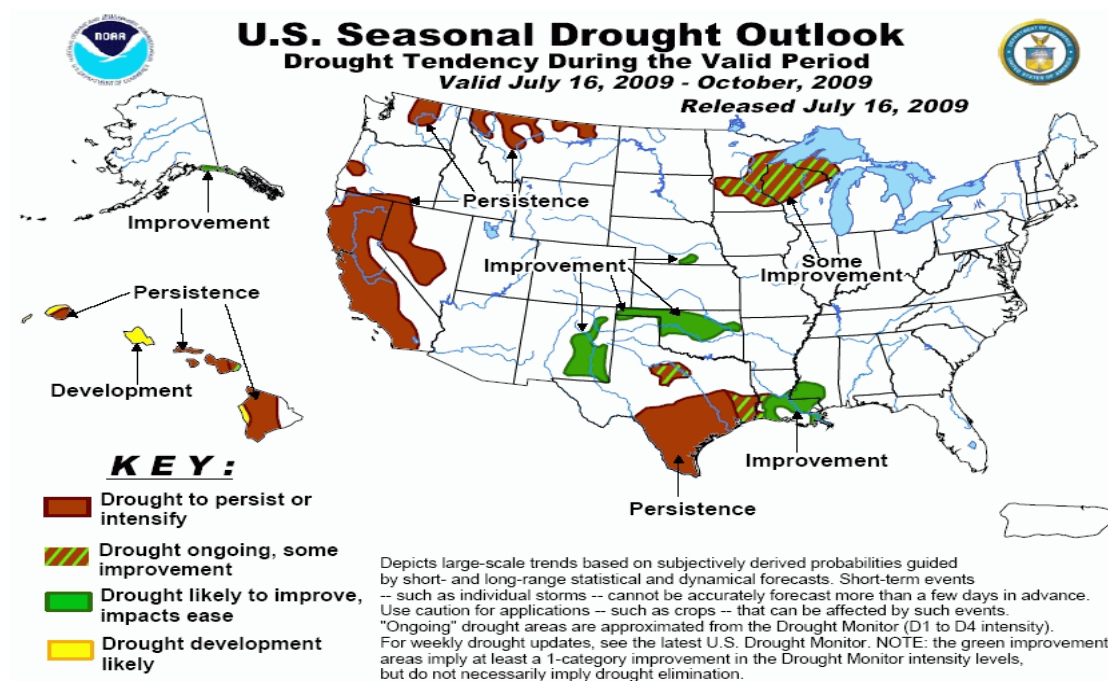 NOAA
U.S. Seasonal Drought Outlook
Drought Tendency During the Valid Period
Valid July 16, 2009 - October, 2009
Released July 16, 2009
Improvement
Persistence
Development
Persistence
Improvement
Some
Improvement
Improvement
Persistence
KEY:
Drought to persist or
intensify
Drought ongoing, some
improvement
Drought likely to improve,
impacts ease
Drought development
likely
Depicts large-scale trends based on subjectively derived probabilities guided
by short- and long-range statistical and dynamical forecasts. Short-term events
-- such as individual storms -- cannot be accurately forecast more than a few days in advance.
Use caution for applications -- such as crops -- that can be affected by such events.
"Ongoing" drought areas are approximated from the Drought Monitor (D1 to D4 intensity).
For weekly drought updates, see the latest U.S. Drought Monitor. NOTE: the green improvement
areas imply at least a 1-category improvement in the Drought Monitor intensity levels,
but do not necessarily imply drought elimination.